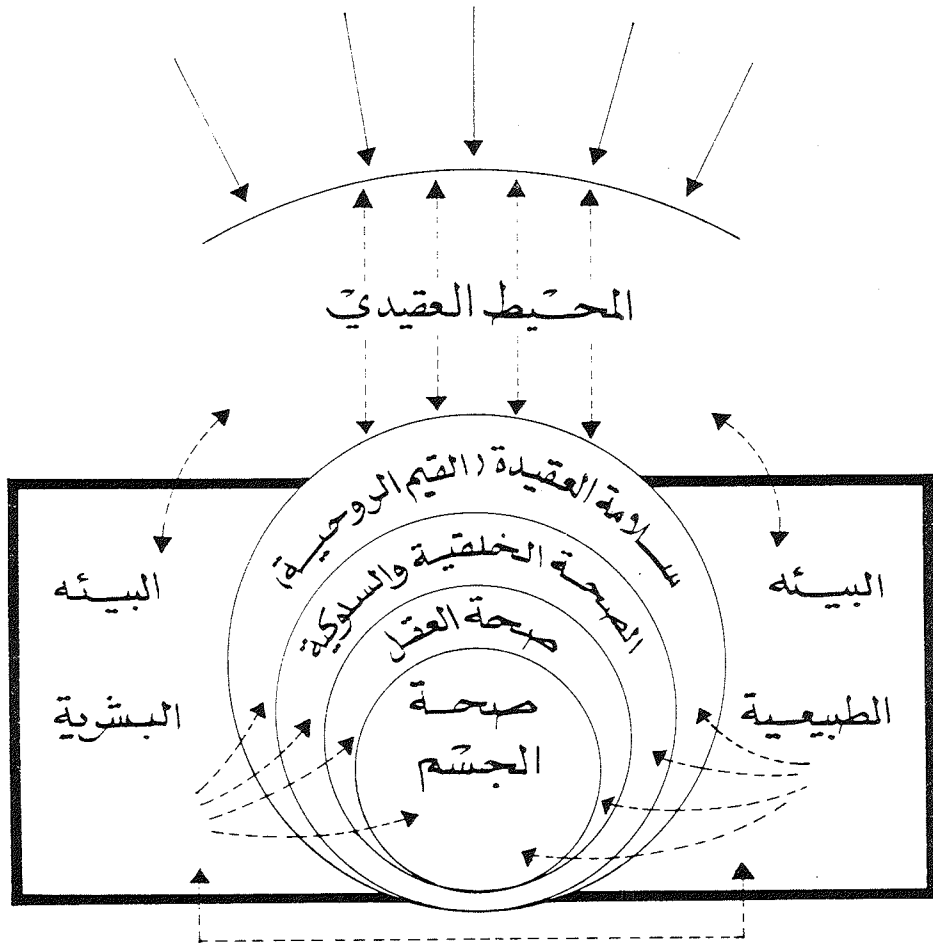 المحيط العقيدي
سلامة العقيدة (القيم الروحية)
الصحة الخلقية والسلوكية
صحة العقل
صحة
الجسم
البيئه
الطبيعية
البيئه
البشرية